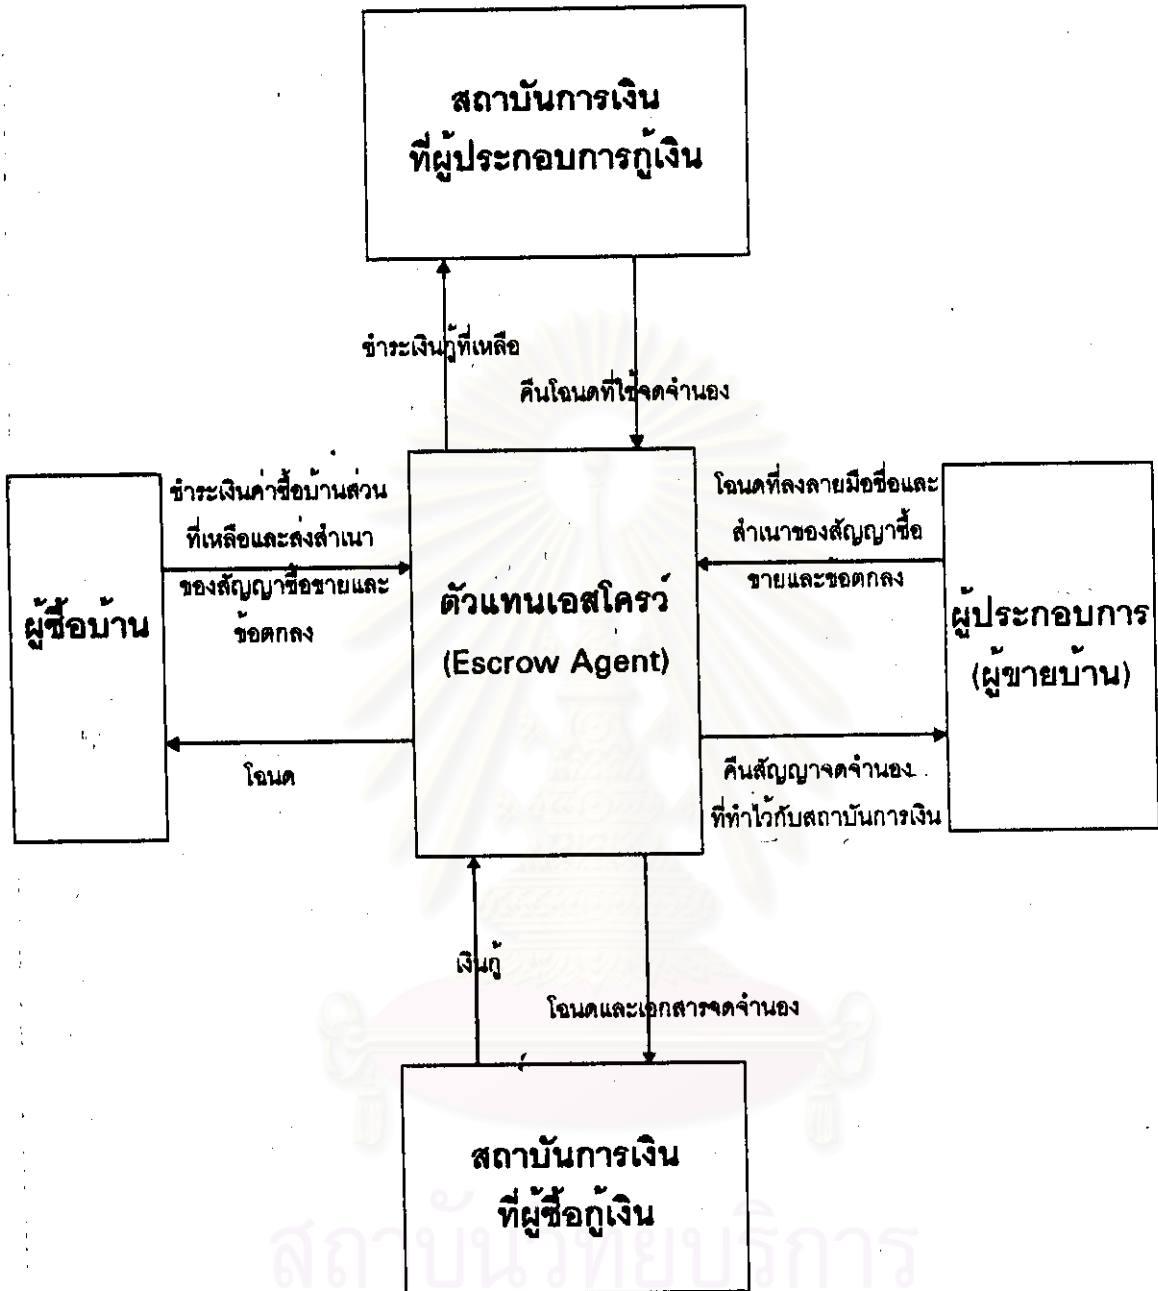 สถาบันการเงิน
ที่ผู้ประกอบการกู้เงิน
ชำระเงินกู้ที่เหลือ
คืนโฉนดที่ใช้จดจำนอง
ชำระเงินค่าซื้อบ้านส่วน
ที่เหลือและส่งสำเนา
ของสัญญาซื้อขายและ
ข้อตกลง
โฉนดที่ลงลายมือชื่อและ
สำเนาของสัญญาซื้อ
ขายและข้อตกลง
ผู้ซื้อบ้าน
ตัวแทนเอสโครว์
(Escrow Agent)
ผู้ประกอบการ
(ผู้ขายบ้าน)
โฉนด
คืนสัญญาจดจำนอง
ที่ทำไว้กับสถาบันการเงิน
เงินกู้
โฉนดและเอกสารจดจำนอง
สถาบันการเงิน
ที่ผู้ซื้อกู้เงิน
สถาบันวิทยบริการ